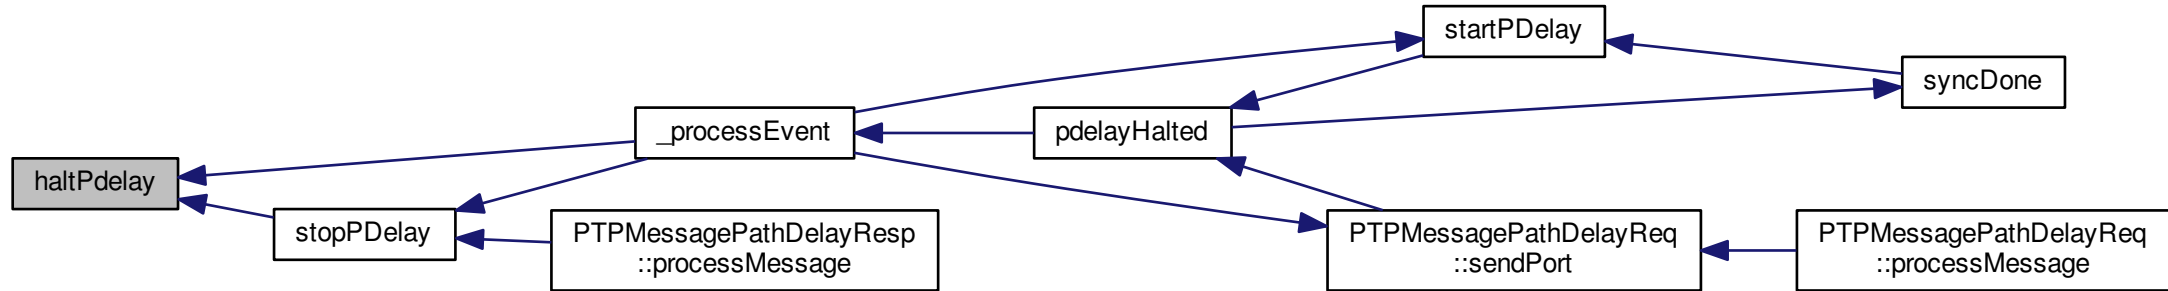 startPDelay
syncDone
_processEvent
pdelayHalted
haltPdelay
stopPDelay
PTPMessagePathDelayResp
::processMessage
PTPMessagePathDelayReq
::sendPort
PTPMessagePathDelayReq
::processMessage